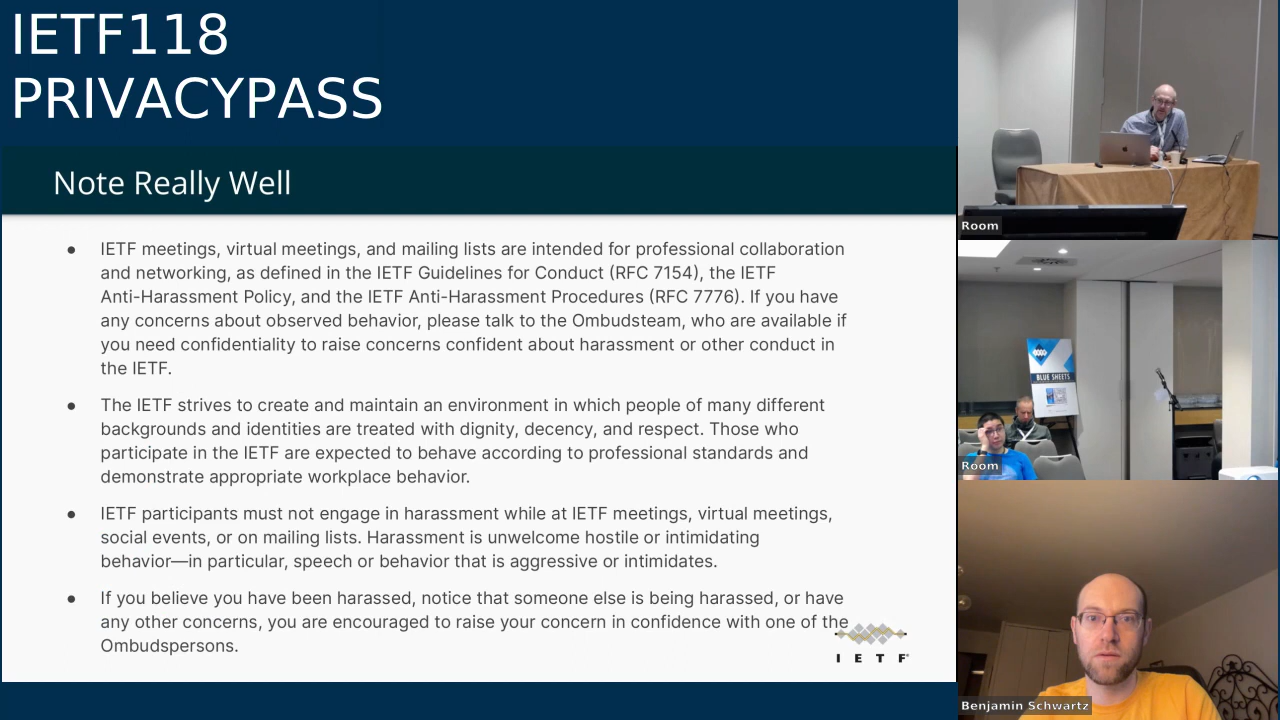 IETF118
PRIVACYPASS
Note Really Well
● IETF meetings, virtual meetings, and mailing lists are intended for professional collaboration
and networking, as defined in the IETF Guidelines for Conduct (RFC 7154), the IETF
Anti-Harassment Policy, and the IETF Anti-Harassment Procedures (RFC 7776). If you have
any concerns about observed behavior, please talk to the Ombudsteam, who are available if
you need confidentiality to raise concerns confident about harassment or other conduct in
the IETF.
● The IETF strives to create and maintain an environment in which people of many different
backgrounds and identities are treated with dignity, decency, and respect. Those who
participate in the IETF are expected to behave according to professional standards and
demonstrate appropriate workplace behavior.
● IETF participants must not engage in harassment while at IETF meetings, virtual meetings,
social events, or on mailing lists. Harassment is unwelcome hostile or intimidating
behavior—in particular, speech or behavior that is aggressive or intimidates.
● If you believe you have been harassed, notice that someone else is being harassed, or have
any other concerns, you are encouraged to raise your concern in confidence with one of the
Ombudspersons.
I E T F
Room
BLUE SHEETS
Room
Benjamin Schwartz